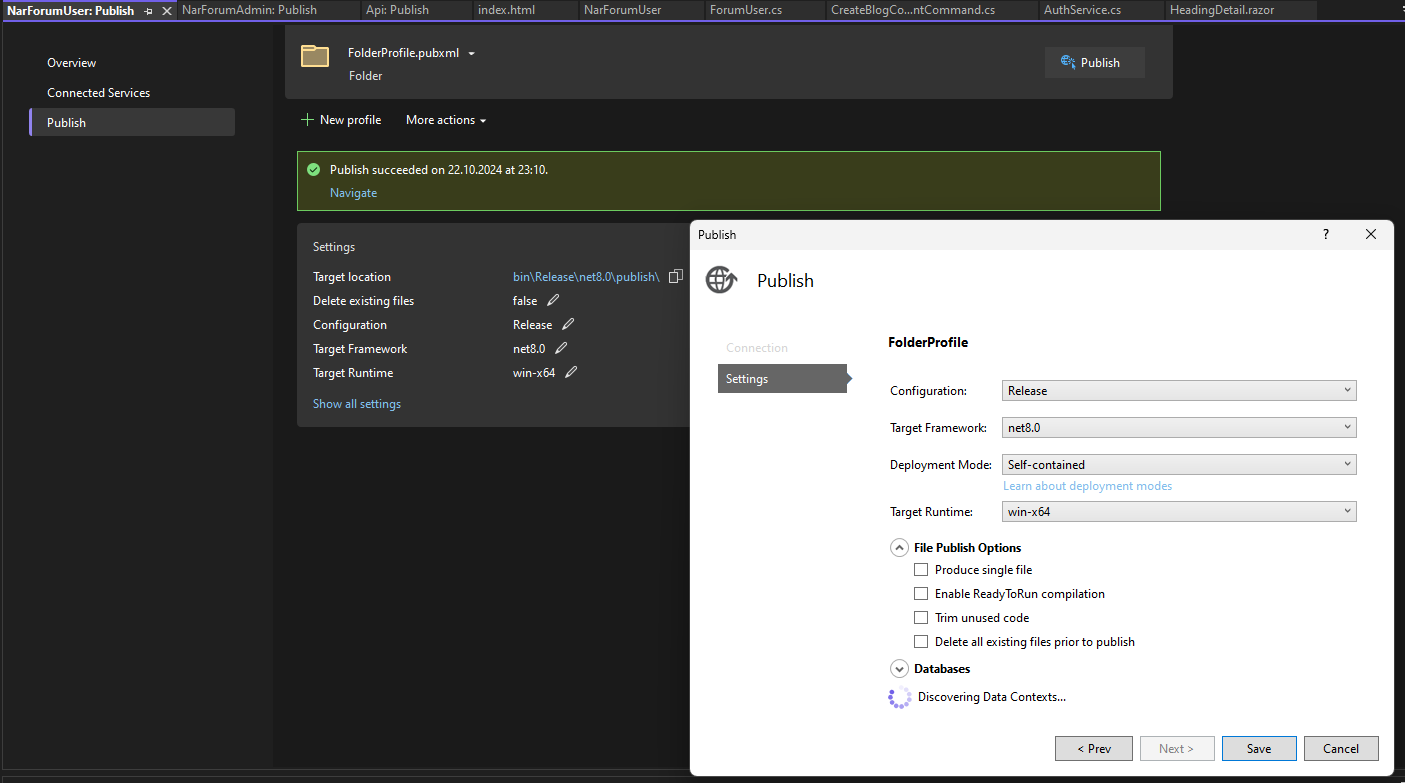 NarForumUser: Publish
NarForumAdmin: Publish
Api: Publish
index.html
NarForumUser
ForumUser.cs
CreateBlogCo...ntCommand.cs
AuthService.cs
HeadingDetail.razor
Overview
Connected Services
Publish
FolderProfile.pubxml
Folder
Publish
New profile
More actions
Publish succeeded on 22.10.2024 at 23:10.
Navigate
Settings
Target location bin\Release\net8.0\publish\
Delete existing files false
Configuration Release
Target Framework net8.0
Target Runtime win-x64
Show all settings
Publish
?
Publish
Connection
Settings
FolderProfile
Configuration: Release
Target Framework: net8.0
Deployment Mode: Self-contained
Learn about deployment modes
Target Runtime: win-x64
File Publish Options
Produce single file
Enable ReadyToRun compilation
Trim unused code
Delete all existing files prior to publish
Databases
Discovering Data Contexts...
< Prev
Next >
Save
Cancel